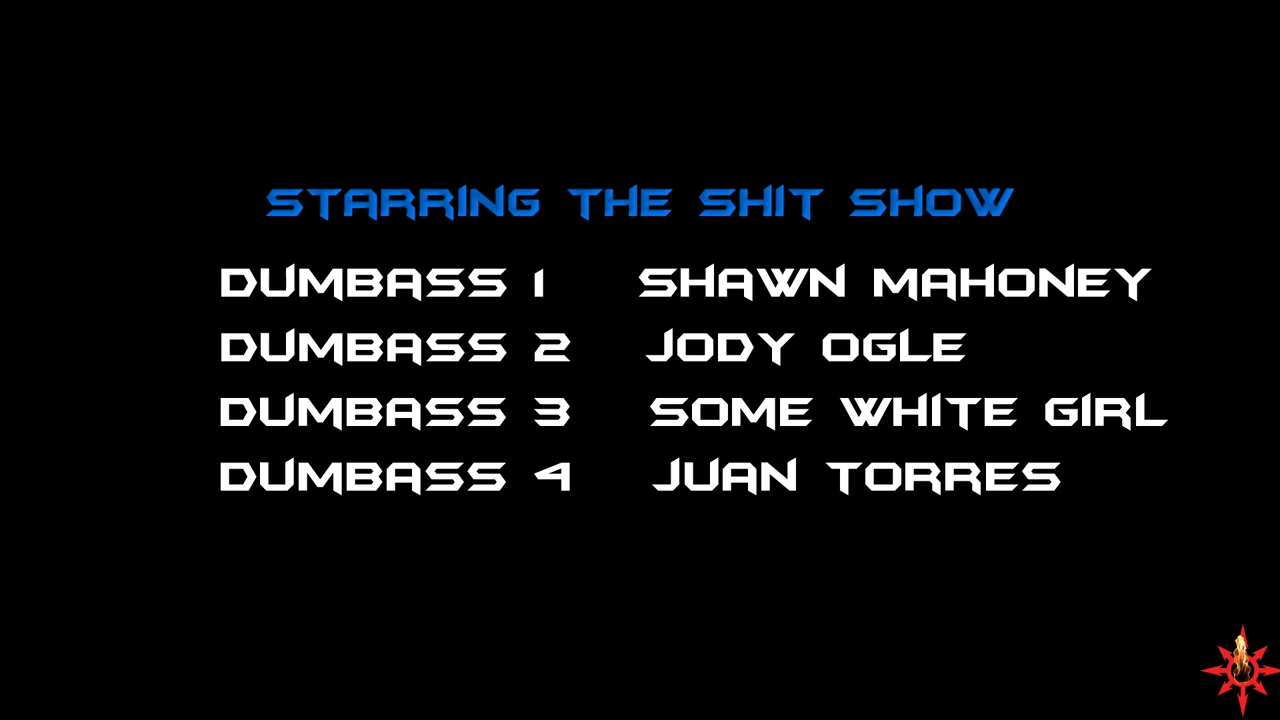 STARRING THE SHIT SHOW
DUMBASS 1 SHAWN MAHONEY
DUMBASS 2 JODY OGLE
DUMBASS 3 SOME WHITE GIRL
DUMBASS 4 JUAN TORRES